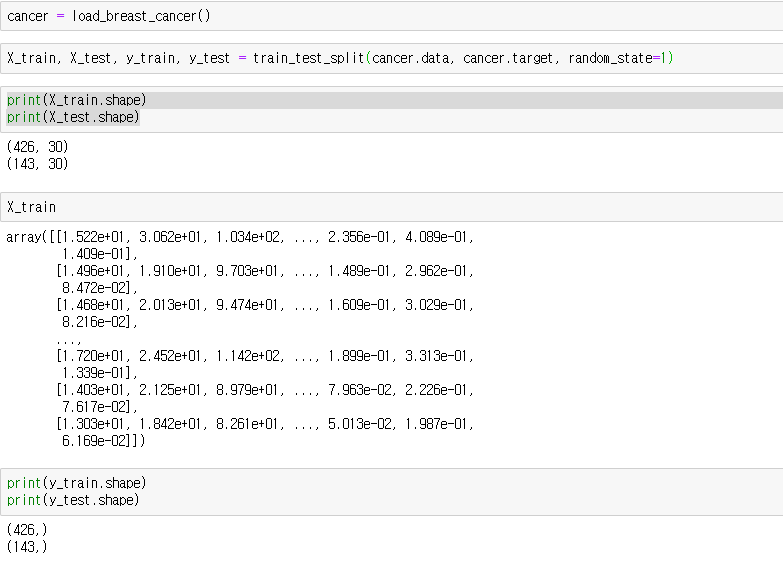 cancer = load_breast_cancer()
X_train, X_test, y_train, y_test = train_test_split(cancer.data, cancer.target, random_state=1)
print(X_train.shape)
print(X_test.shape)
(426, 30)
(143, 30)
X_train
array([[1.522e+01, 3.062e+01, 1.034e+02, ..., 2.356e-01, 4.089e-01,
        1.409e-01],
       [1.496e+01, 1.910e+01, 9.703e+01, ..., 1.489e-01, 2.962e-01,
        8.472e-02],
       [1.468e+01, 2.013e+01, 9.474e+01, ..., 1.609e-01, 3.029e-01,
        8.216e-02],
       ...,
       [1.720e+01, 2.452e+01, 1.142e+02, ..., 1.899e-01, 3.313e-01,
        1.339e-01],
       [1.403e+01, 2.125e+01, 8.979e+01, ..., 7.963e-02, 2.226e-01,
        7.617e-02],
       [1.303e+01, 1.842e+01, 8.261e+01, ..., 5.013e-02, 1.987e-01,
        6.169e-02]])
print(y_train.shape)
print(y_test.shape)
(426,)
(143,)